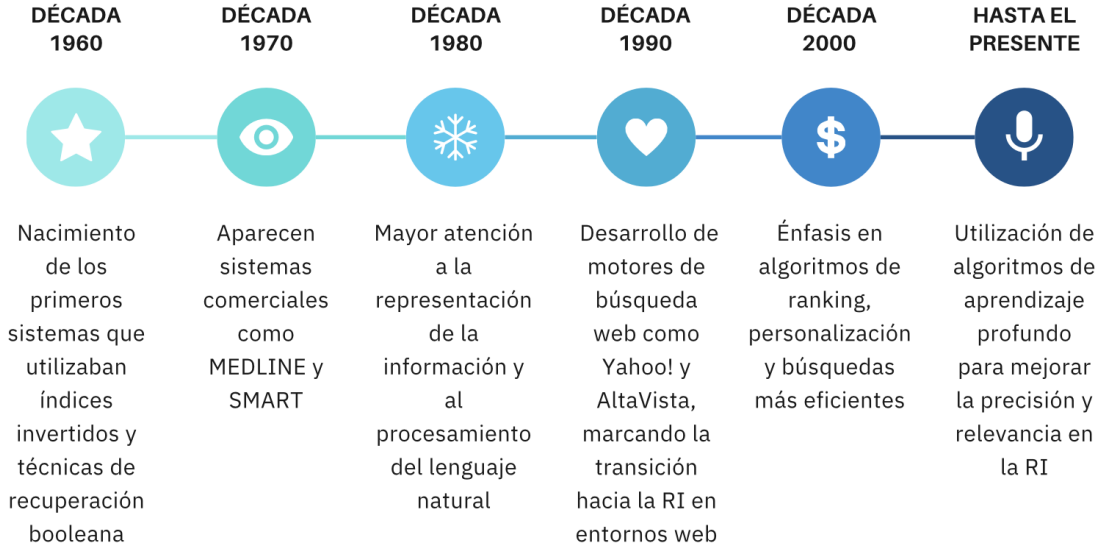 DÉCADA
1960
Nacimiento
de los
primeros
sistemas que
utilizaban
índices
invertidos y
técnicas de
recuperación
booleana
DÉCADA
1970
Aparecen
sistemas
comerciales
como
MEDLINE y
SMART
DÉCADA
1980
Mayor atención
a la
representación
de la
información y
al
procesamiento
del lenguaje
natural
DÉCADA
1990
Desarrollo de
motores de
búsqueda
web como
Yahoo! y
AltaVista,
marcando la
transición
hacia la RI en
entornos web
DÉCADA
2000
$
Énfasis en
algoritmos de
ranking,
personalización
y búsquedas
más eficientes
HASTA EL
PRESENTE
Utilización de
algoritmos de
aprendizaje
profundo
para mejorar
la precisión y
relevancia en
la RI